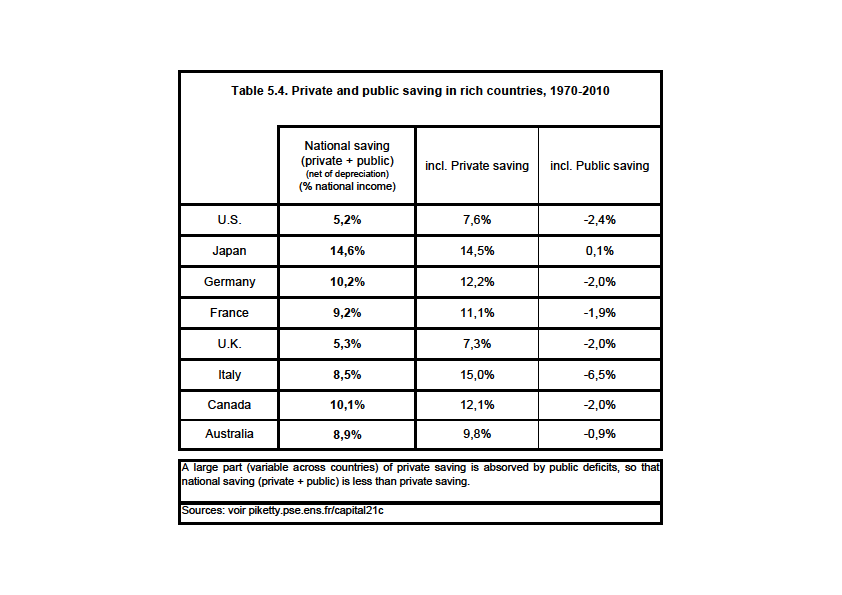 Table 5.4. Private and public saving in rich countries, 1970-2010
National saving
(private + public)
(net of depreciation)
(% national income)
incl. Private saving
incl. Public saving
U.S. 5,2% 7,6% -2,4%
Japan 14,6% 14,5% 0,1%
Germany 10,2% 12,2% -2,0%
France 9,2% 11,1% -1,9%
U.K. 5,3% 7,3% -2,0%
Italy 8,5% 15,0% -6,5%
Canada 10,1% 12,1% -2,0%
Australia 8,9% 9,8% -0,9%
A large part (variable across countries) of private saving is absorved by public deficits, so that
national saving (private + public) is less than private saving.
Sources: voir piketty.pse.ens.fr/capital21c